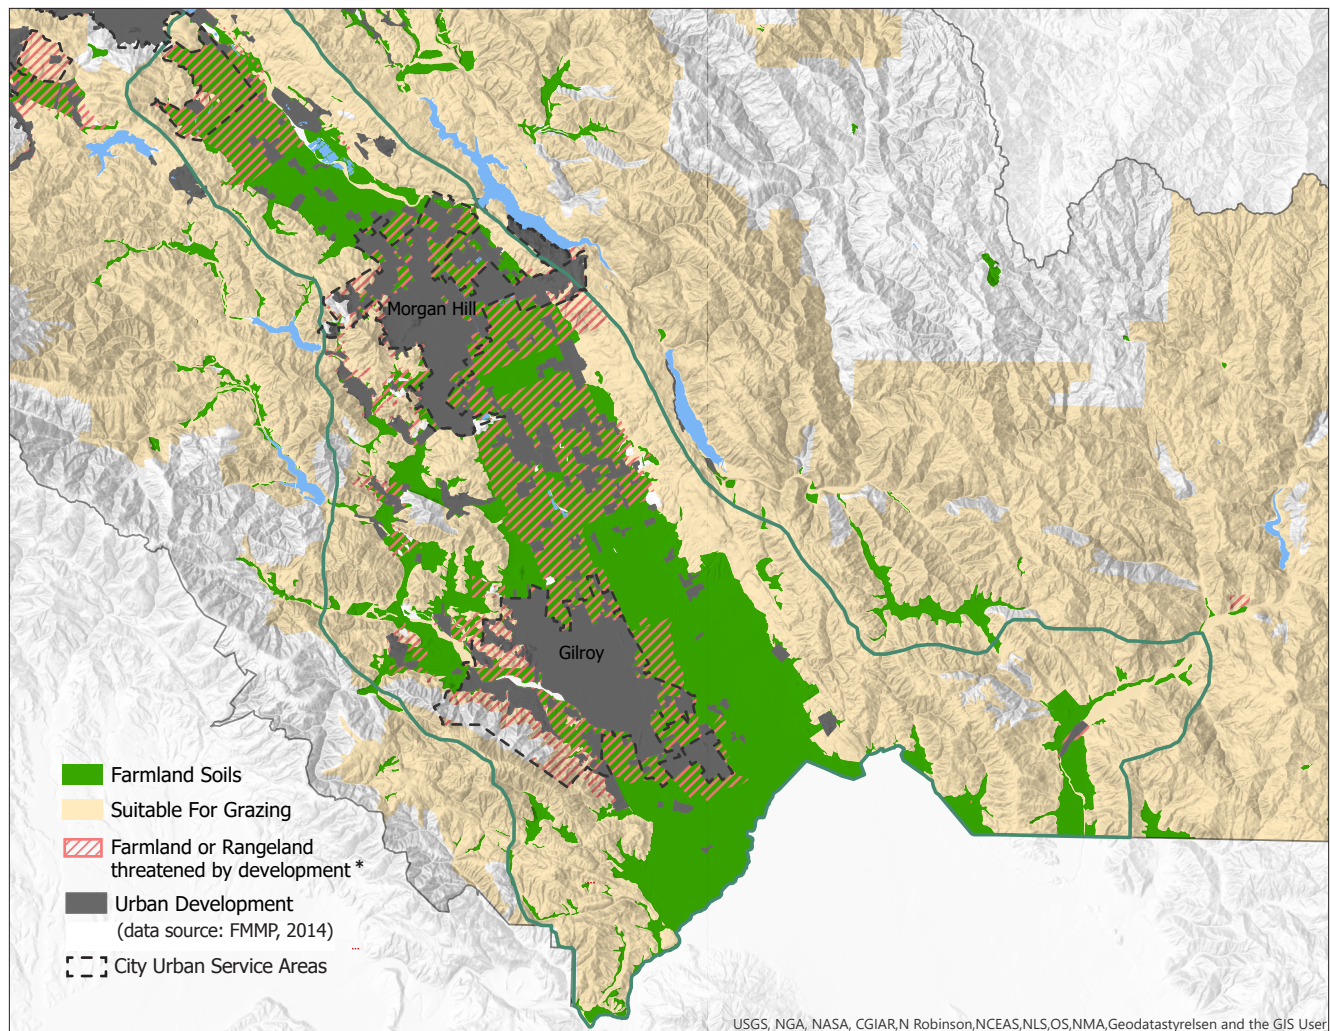 Morgan Hill
Gilroy
Farmland Soils
Suitable For Grazing
Farmland or Rangeland
threatened by development *
Urban Development
(data source: FMMP, 2014)
City Urban Service Areas
USGS, NGA, NASA, CGIAR,N Robinson,NCEAS,NLS,OS,NMA,Geodatastyrelsen and the GIS User